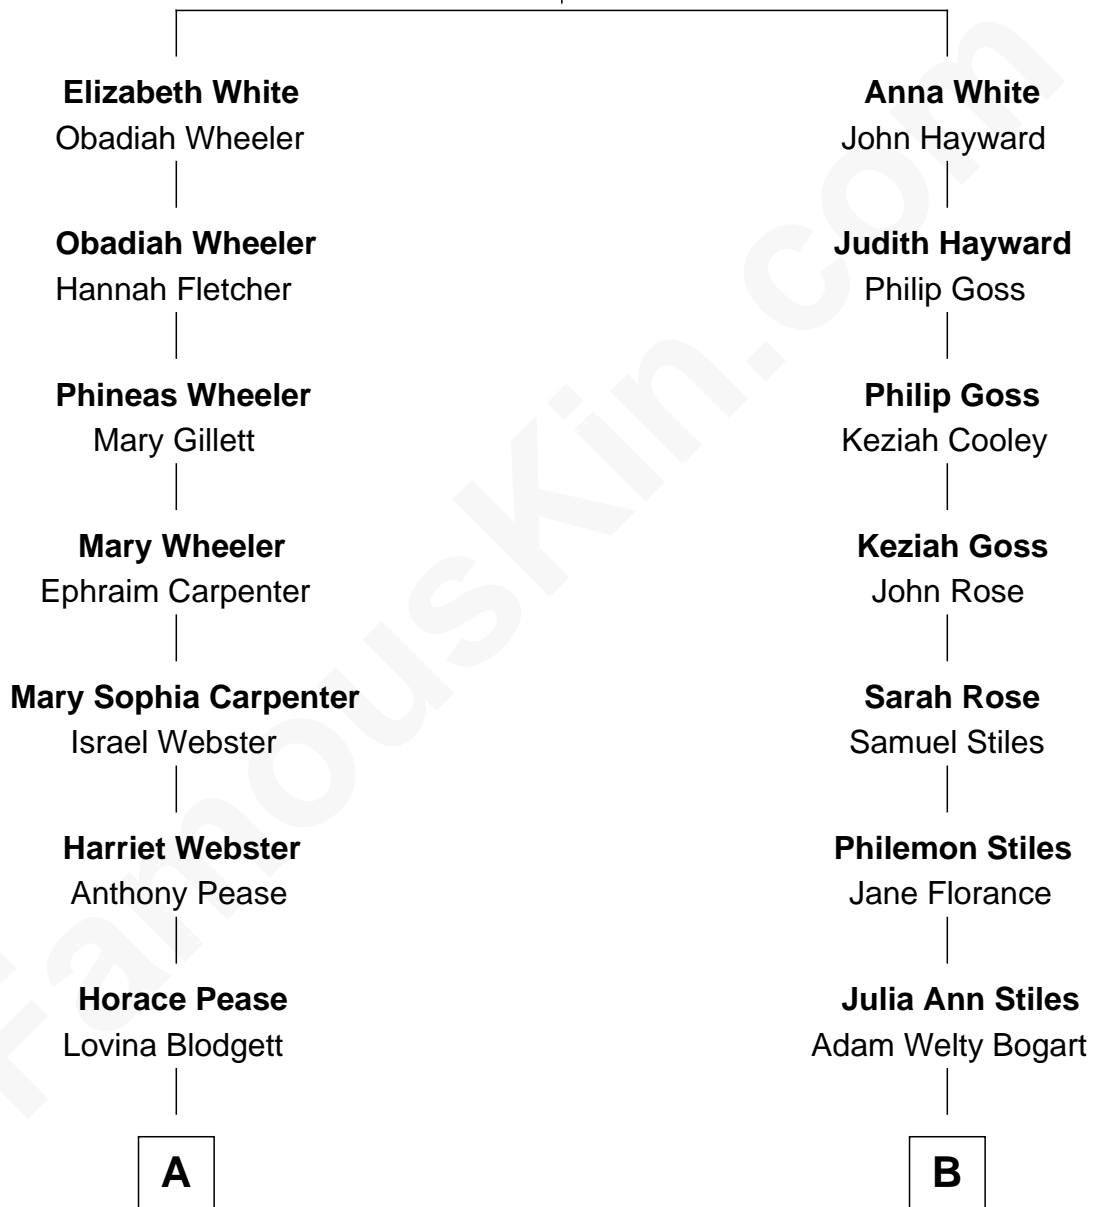 Elizabeth White
Obadiah Wheeler
Obadiah Wheeler
Hannah Fletcher
Phineas Wheeler
Mary Gillett
Mary Wheeler
Ephraim Carpenter
Mary Sophia Carpenter
Israel Webster
Harriet Webster
Anthony Pease
Horace Pease
Lovina Blodgett
A
Anna White
John Hayward
Judith Hayward
Philip Goss
Philip Goss
Keziah Cooley
Keziah Goss
John Rose
Sarah Rose
Samuel Stiles
Philemon Stiles
Jane Florance
Julia Ann Stiles
Adam Welty Bogart
B
FamousKin.com